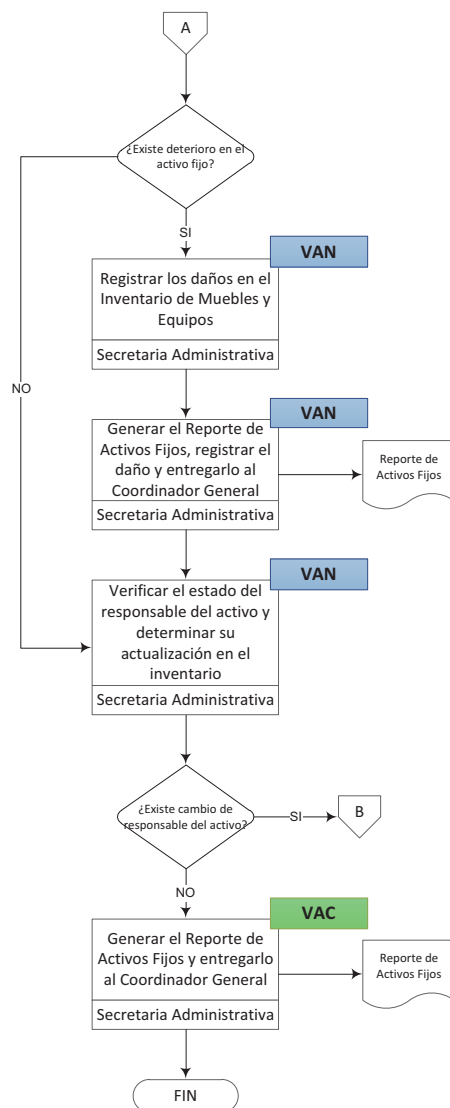 A
¿Existe deterioro en el
activo fijo?
SI
VAN
Registrar los daños en el
Inventario de Muebles y
Equipos
Secretaria Administrativa
NO
VAN
Generar el Reporte de
Activos Fijos, registrar el
daño y entregarlo al
Coordinador General
Secretaria Administrativa
Reporte de
Activos Fijos
VAN
Verificar el estado del
responsable del activo y
determinar su
actualización en el
inventario
Secretaria Administrativa
¿Existe cambio de
responsable del activo?
SI
B
NO
VAC
Generar el Reporte de
Activos Fijos y entregarlo
al Coordinador General
Secretaria Administrativa
Reporte de
Activos Fijos
FIN